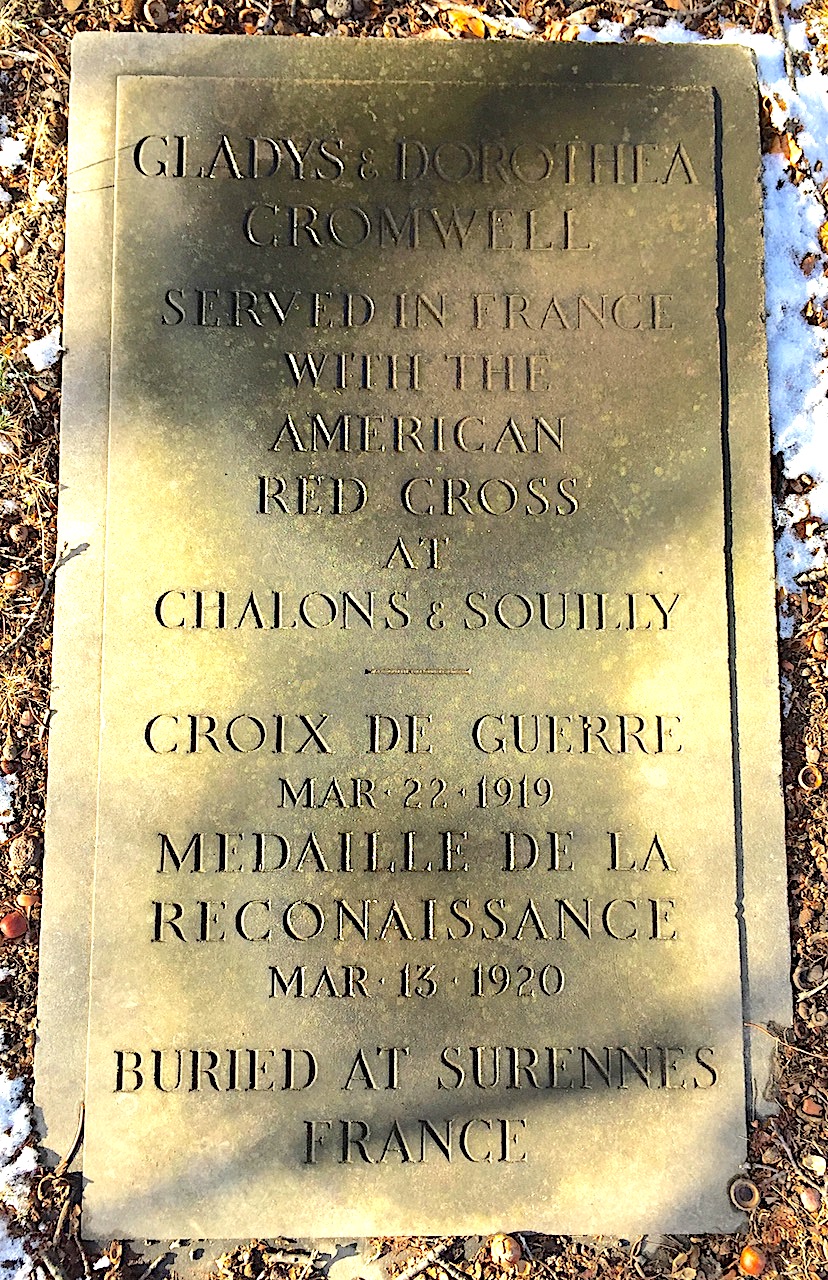 GLADYS & DOROTHEA
CROMWELL
SERVED IN FRANCE
WITH THE
AMERICAN
RED CROSS
AT
CHALONS & SOUILLY
CROIX DE GUERRE
MAR · 22 · 1919
MEDAILLE DE LA
RECONAISSANCE
MAR · 13 · 1920
BURIED AT SURENNES
FRANCE